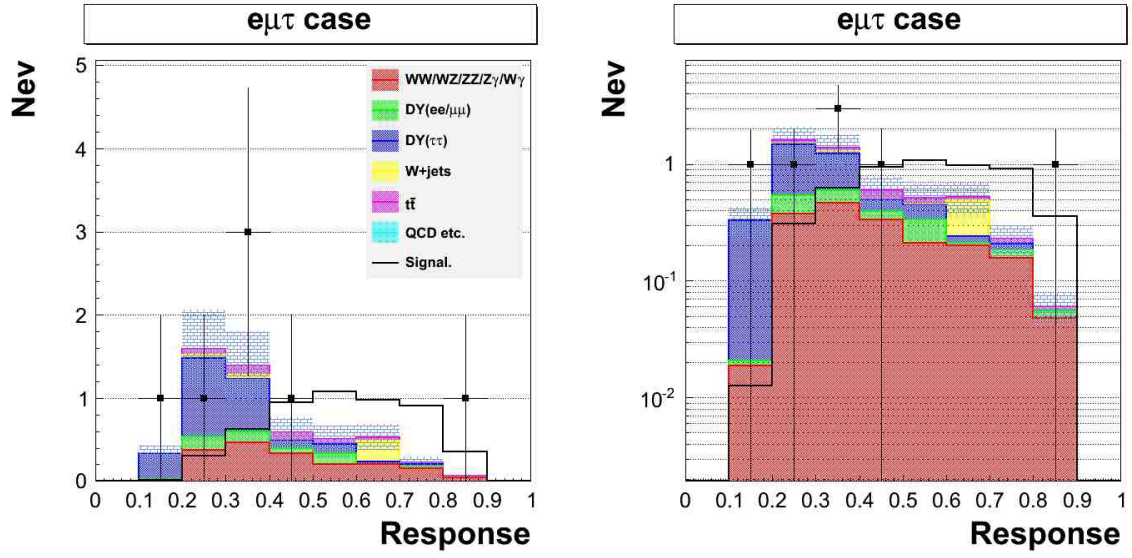 eμτ case
Nev
5
4
3
2
1
0
WW/WZ/ZZ/Zγ/Wγ
DY(ee/μμ)
DY(ττ)
W+jets
tt̄
QCD etc.
Signal.
0 0.1 0.2 0.3 0.4 0.5 0.6 0.7 0.8 0.9 1
Response
eμτ case
Nev
1
10⁻¹
10⁻²
0 0.1 0.2 0.3 0.4 0.5 0.6 0.7 0.8 0.9 1
Response